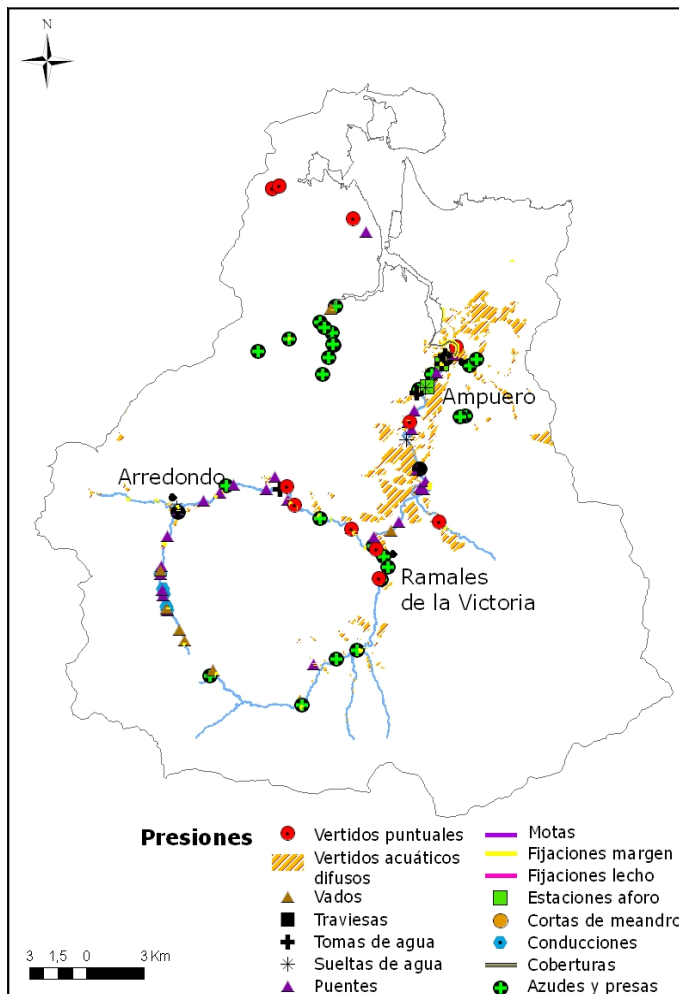 N
Ampuero
Arredondo
Ramales
de la Victoria
Presiones
Vertidos puntuales
Vertidos acuáticos
difusos
Vados
Traviesas
Tomas de agua
Sueltas de agua
Puentes
Motas
Fijaciones margen
Fijaciones lecho
Estaciones aforo
Cortas de meandro
Conducciones
Coberturas
Azudes y presas
3 1,5 0 3 Km